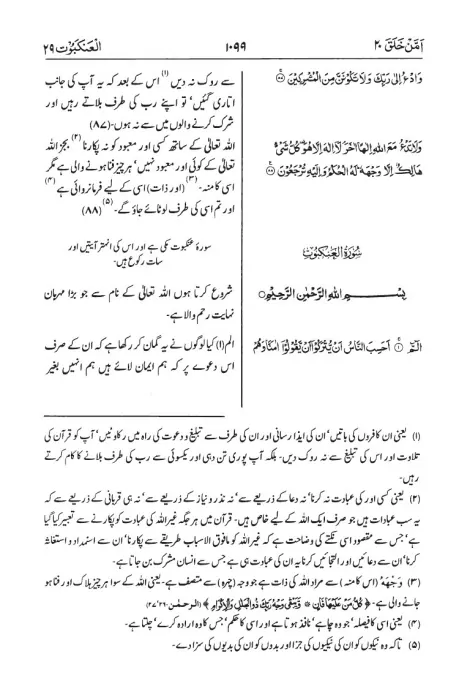 امّن خلق ۲۰
۱۰۹۹
العنکبوت ۲۹
وَادْعُ اِلٰى رَبِّكَ وَلَا تَكُوْنَنَّ مِنَ الْمُشْرِكِيْنَ ۝
وَلَا تَدْعُ مَعَ اللّٰهِ اِلٰهًا اٰخَرَ لَآ اِلٰهَ اِلَّا هُوَ كُلُّ شَيْءٍ
هَالِكٌ اِلَّا وَجْهَهٗ لَهُ الْحُكْمُ وَاِلَيْهِ تُرْجَعُوْنَ ۝
سُوْرَةُ الْعَنْكَبُوْتِ
بِسْمِ اللّٰهِ الرَّحْمٰنِ الرَّحِيْمِ ۝
الٓمّٓ ۝ اَحَسِبَ النَّاسُ اَنْ يُّتْرَكُوْٓا اَنْ يَّقُوْلُوْٓا اٰمَنَّا وَهُمْ
سے روک نہ دیں (۱) اس کے بعد کہ یہ آپ کی جانب
اتاری گئیں، تو اپنے رب کی طرف بلاتے رہیں اور
شرک کرنے والوں میں سے نہ ہوں۔ (۸۷)
اللہ تعالیٰ کے ساتھ کسی اور معبود کو نہ پکارنا (۲) بجز اللہ
تعالیٰ کے کوئی اور معبود نہیں، ہر چیز فنا ہونے والی ہے مگر
اسی کا منہ۔ (۳) (اور ذات) اسی کے لیے فرمانروائی ہے (۴)
اور تم اسی کی طرف لوٹائے جاؤ گے۔ (۵) (۸۸)
سورۂ عنکبوت مکی ہے اور اس کی انہتر آیتیں اور
سات رکوع ہیں۔
شروع کرتا ہوں اللہ تعالیٰ کے نام سے جو بڑا مہربان
نہایت رحم والا ہے۔
الم (۱) کیا لوگوں نے یہ گمان کر رکھا ہے کہ ان کے صرف
اس دعوے پر کہ ہم ایمان لائے ہیں ہم انہیں بغیر
(۱) یعنی ان کافروں کی باتیں، ان کی ایذا رسانی اور ان کی طرف سے تبلیغ و دعوت کی راہ میں رکاوٹیں، آپ کو قرآن کی
تلاوت اور اس کی تبلیغ سے نہ روک دیں۔ بلکہ آپ پوری تن دہی اور یکسوئی سے رب کی طرف بلانے کا کام کرتے
رہیں۔
(۲) یعنی کسی اور کی عبادت نہ کرنا، نہ دعا کے ذریعے سے، نہ نذر و نیاز کے ذریعے سے، نہ ہی قربانی کے ذریعے سے کہ
یہ سب عبادات ہیں جو صرف ایک اللہ کے لیے خاص ہیں۔ قرآن میں ہر جگہ غیر اللہ کی عبادت کو پکارنے سے تعبیر کیا گیا
ہے، جس سے مقصود اسی نکتے کی وضاحت ہے کہ غیر اللہ کو مافوق الاسباب طریقے سے پکارنا، ان سے استمداد و استغاثہ
کرنا، ان سے دعائیں اور التجائیں کرنا یہ ان کی عبادت ہی ہے جس سے انسان مشرک بن جاتا ہے۔
(۳) وَجْهَهٗ (اس کا منہ) سے مراد اللہ کی ذات ہے جو وجہ (چہرہ) سے متصف ہے۔ یعنی اللہ کے سوا ہر چیز ہلاک اور فنا ہو
جانے والی ہے۔ ﴿ كُلُّ مَنْ عَلَيْهَا فَانٍ * وَّيَبْقٰى وَجْهُ رَبِّكَ ذُو الْجَلٰلِ وَالْاِكْرَامِ ﴾ (الرحمٰن: ۲۶-۲۷)
(۴) یعنی اسی کا فیصلہ، جو وہ چاہے، نافذ ہوتا ہے اور اسی کا حکم، جس کا وہ ارادہ کرے، چلتا ہے۔
(۵) تاکہ وہ نیکوں کو ان کی نیکیوں کی جزا اور بدوں کو ان کی بدیوں کی سزا دے۔